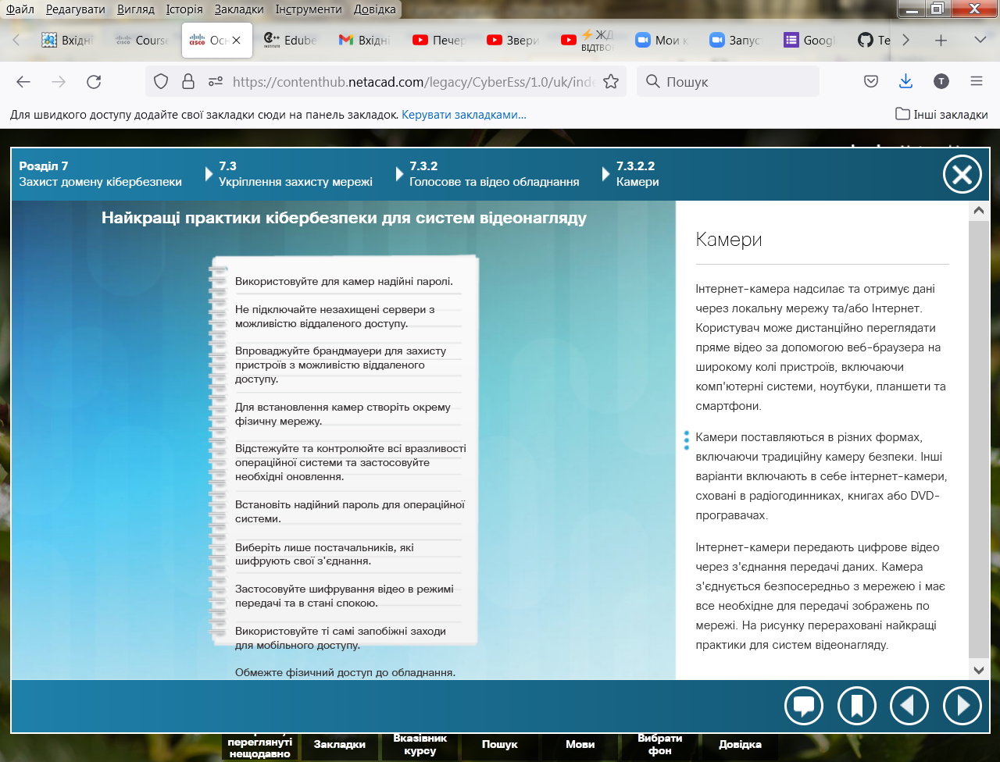 Файл Редагувати Вигляд Історія Закладки Інструменти Довідка
Вхідні Course Осн Edube Вхідні Печер Звери ⚡ ЖД Мои к Запус Googl Te
ВІДТВОР
https://contenthub.netacad.com/legacy/CyberEss/1.0/uk/inde Пошук
Для швидкого доступу додайте свої закладки сюди на панель закладок. Керувати закладками... Інші закладки
Розділ 7 7.3 7.3.2 7.3.2.2
Захист домену кібербезпеки Укріплення захисту мережі Голосове та відео обладнання Камери
Найкращі практики кібербезпеки для систем відеонагляду
Використовуйте для камер надійні паролі.
Не підключайте незахищені сервери з
можливістю віддаленого доступу.
Впроваджуйте брандмауери для захисту
пристроїв з можливістю віддаленого
доступу.
Для встановлення камер створіть окрему
фізичну мережу.
Відстежуйте та контролюйте всі вразливості
операційної системи та застосовуйте
необхідні оновлення.
Встановіть надійний пароль для операційної
системи.
Виберіть лише постачальників, які
шифрують свої з'єднання.
Застосовуйте шифрування відео в режимі
передачі та в стані спокою.
Використовуйте ті самі запобіжні заходи
для мобільного доступу.
Обмежте фізичний доступ до обладнання.
Камери
Інтернет-камера надсилає та отримує дані
через локальну мережу та/або Інтернет.
Користувач може дистанційно переглядати
пряме відео за допомогою веб-браузера на
широкому колі пристроїв, включаючи
комп'ютерні системи, ноутбуки, планшети та
смартфони.
Камери поставляються в різних формах,
включаючи традиційну камеру безпеки. Інші
варіанти включають в себе інтернет-камери,
сховані в радіогодинниках, книгах або DVD-
програвачах.
Інтернет-камери передають цифрове відео
через з'єднання передачі даних. Камера
з'єднується безпосередньо з мережею і має
все необхідне для передачі зображень по
мережі. На рисунку перераховані найкращі
практики для систем відеонагляду.
переглянуті
нещодавно
Закладки
Вказівник
курсу
Пошук
Мови
Вибрати
фон
Довідка